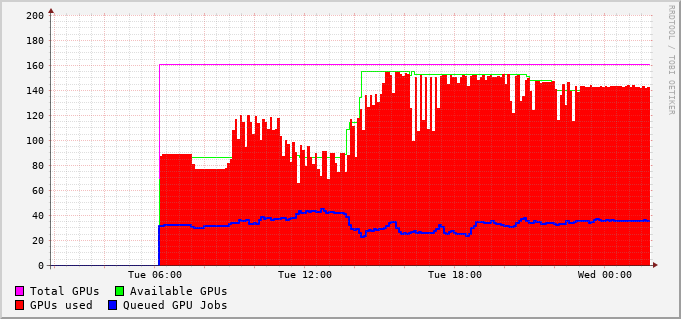 200
180
160
140
120
100
80
60
40
20
0
Tue 06:00 Tue 12:00 Tue 18:00 Wed 00:00
Total GPUs Available GPUs
GPUs used Queued GPU Jobs
RRDTOOL / TOBI OETIKER